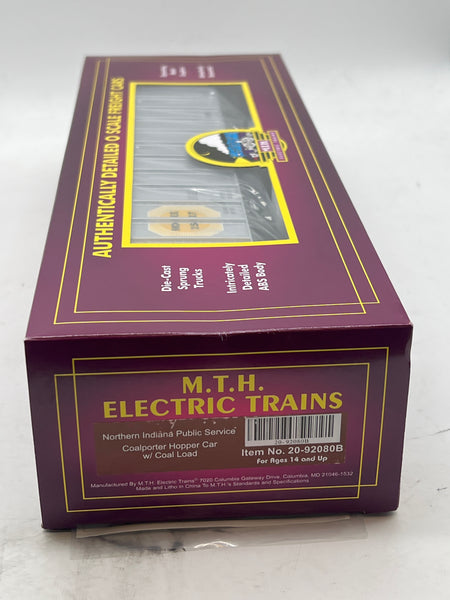 AUTHENTICALLY DETAILED O SCALE FREIGHT CARS
Die-Cast
Sprung
Trucks
Intricately
Detailed
ABS Body
M.T.H.
ELECTRIC TRAINS
Northern Indiana Public Service
Coalporter Hopper Car
w/ Coal Load
20-92080B
Item No. 20-92080B
For Ages 14 and Up
Manufactured By M.T.H. Electric Trains® 7020 Columbia Gateway Drive, Columbia, MD 21046-1532
Made and Litho in China To M.T.H.'s Standards and Specifications